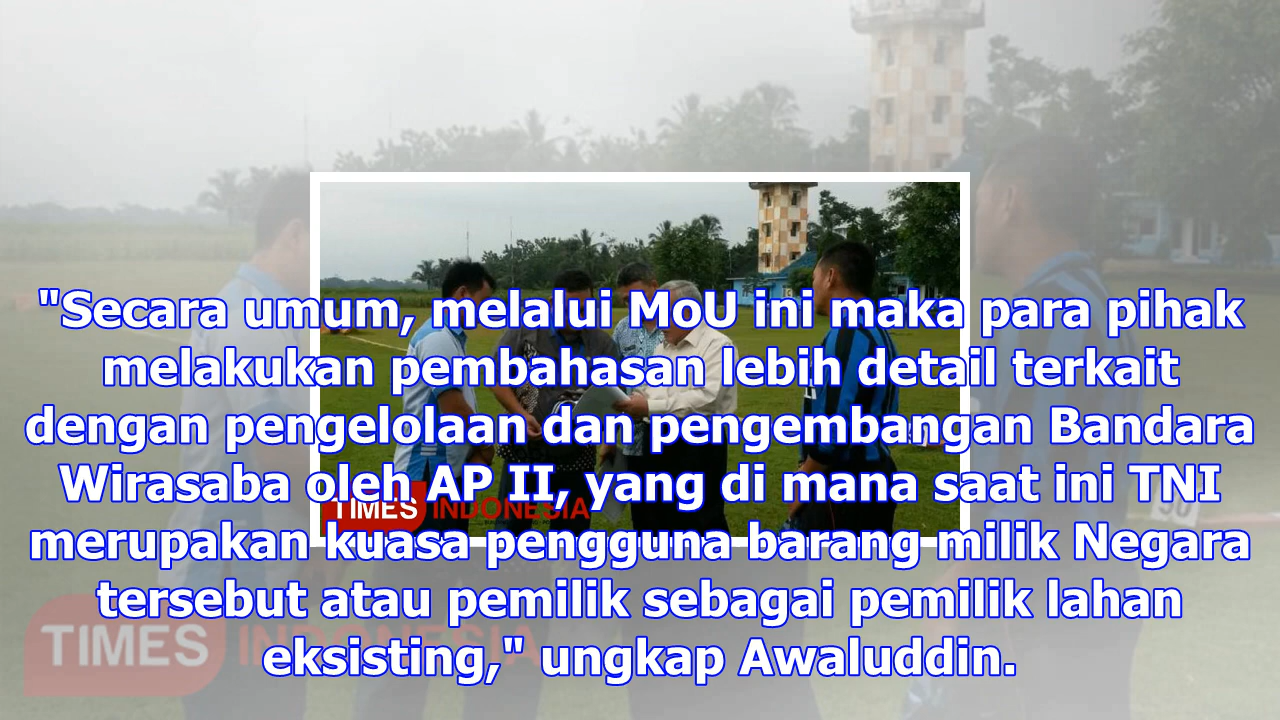 "Secara umum, melalui MoU ini maka para pihak
melakukan pembahasan lebih detail terkait
dengan pengelolaan dan pengembangan Bandara
Wirasaba oleh AP II, yang di mana saat ini TNI
merupakan kuasa pengguna barang milik Negara
tersebut atau pemilik sebagai pemilik lahan
eksisting," ungkap Awaluddin.
TIMES INDONESIA
TIMES INDONESIA